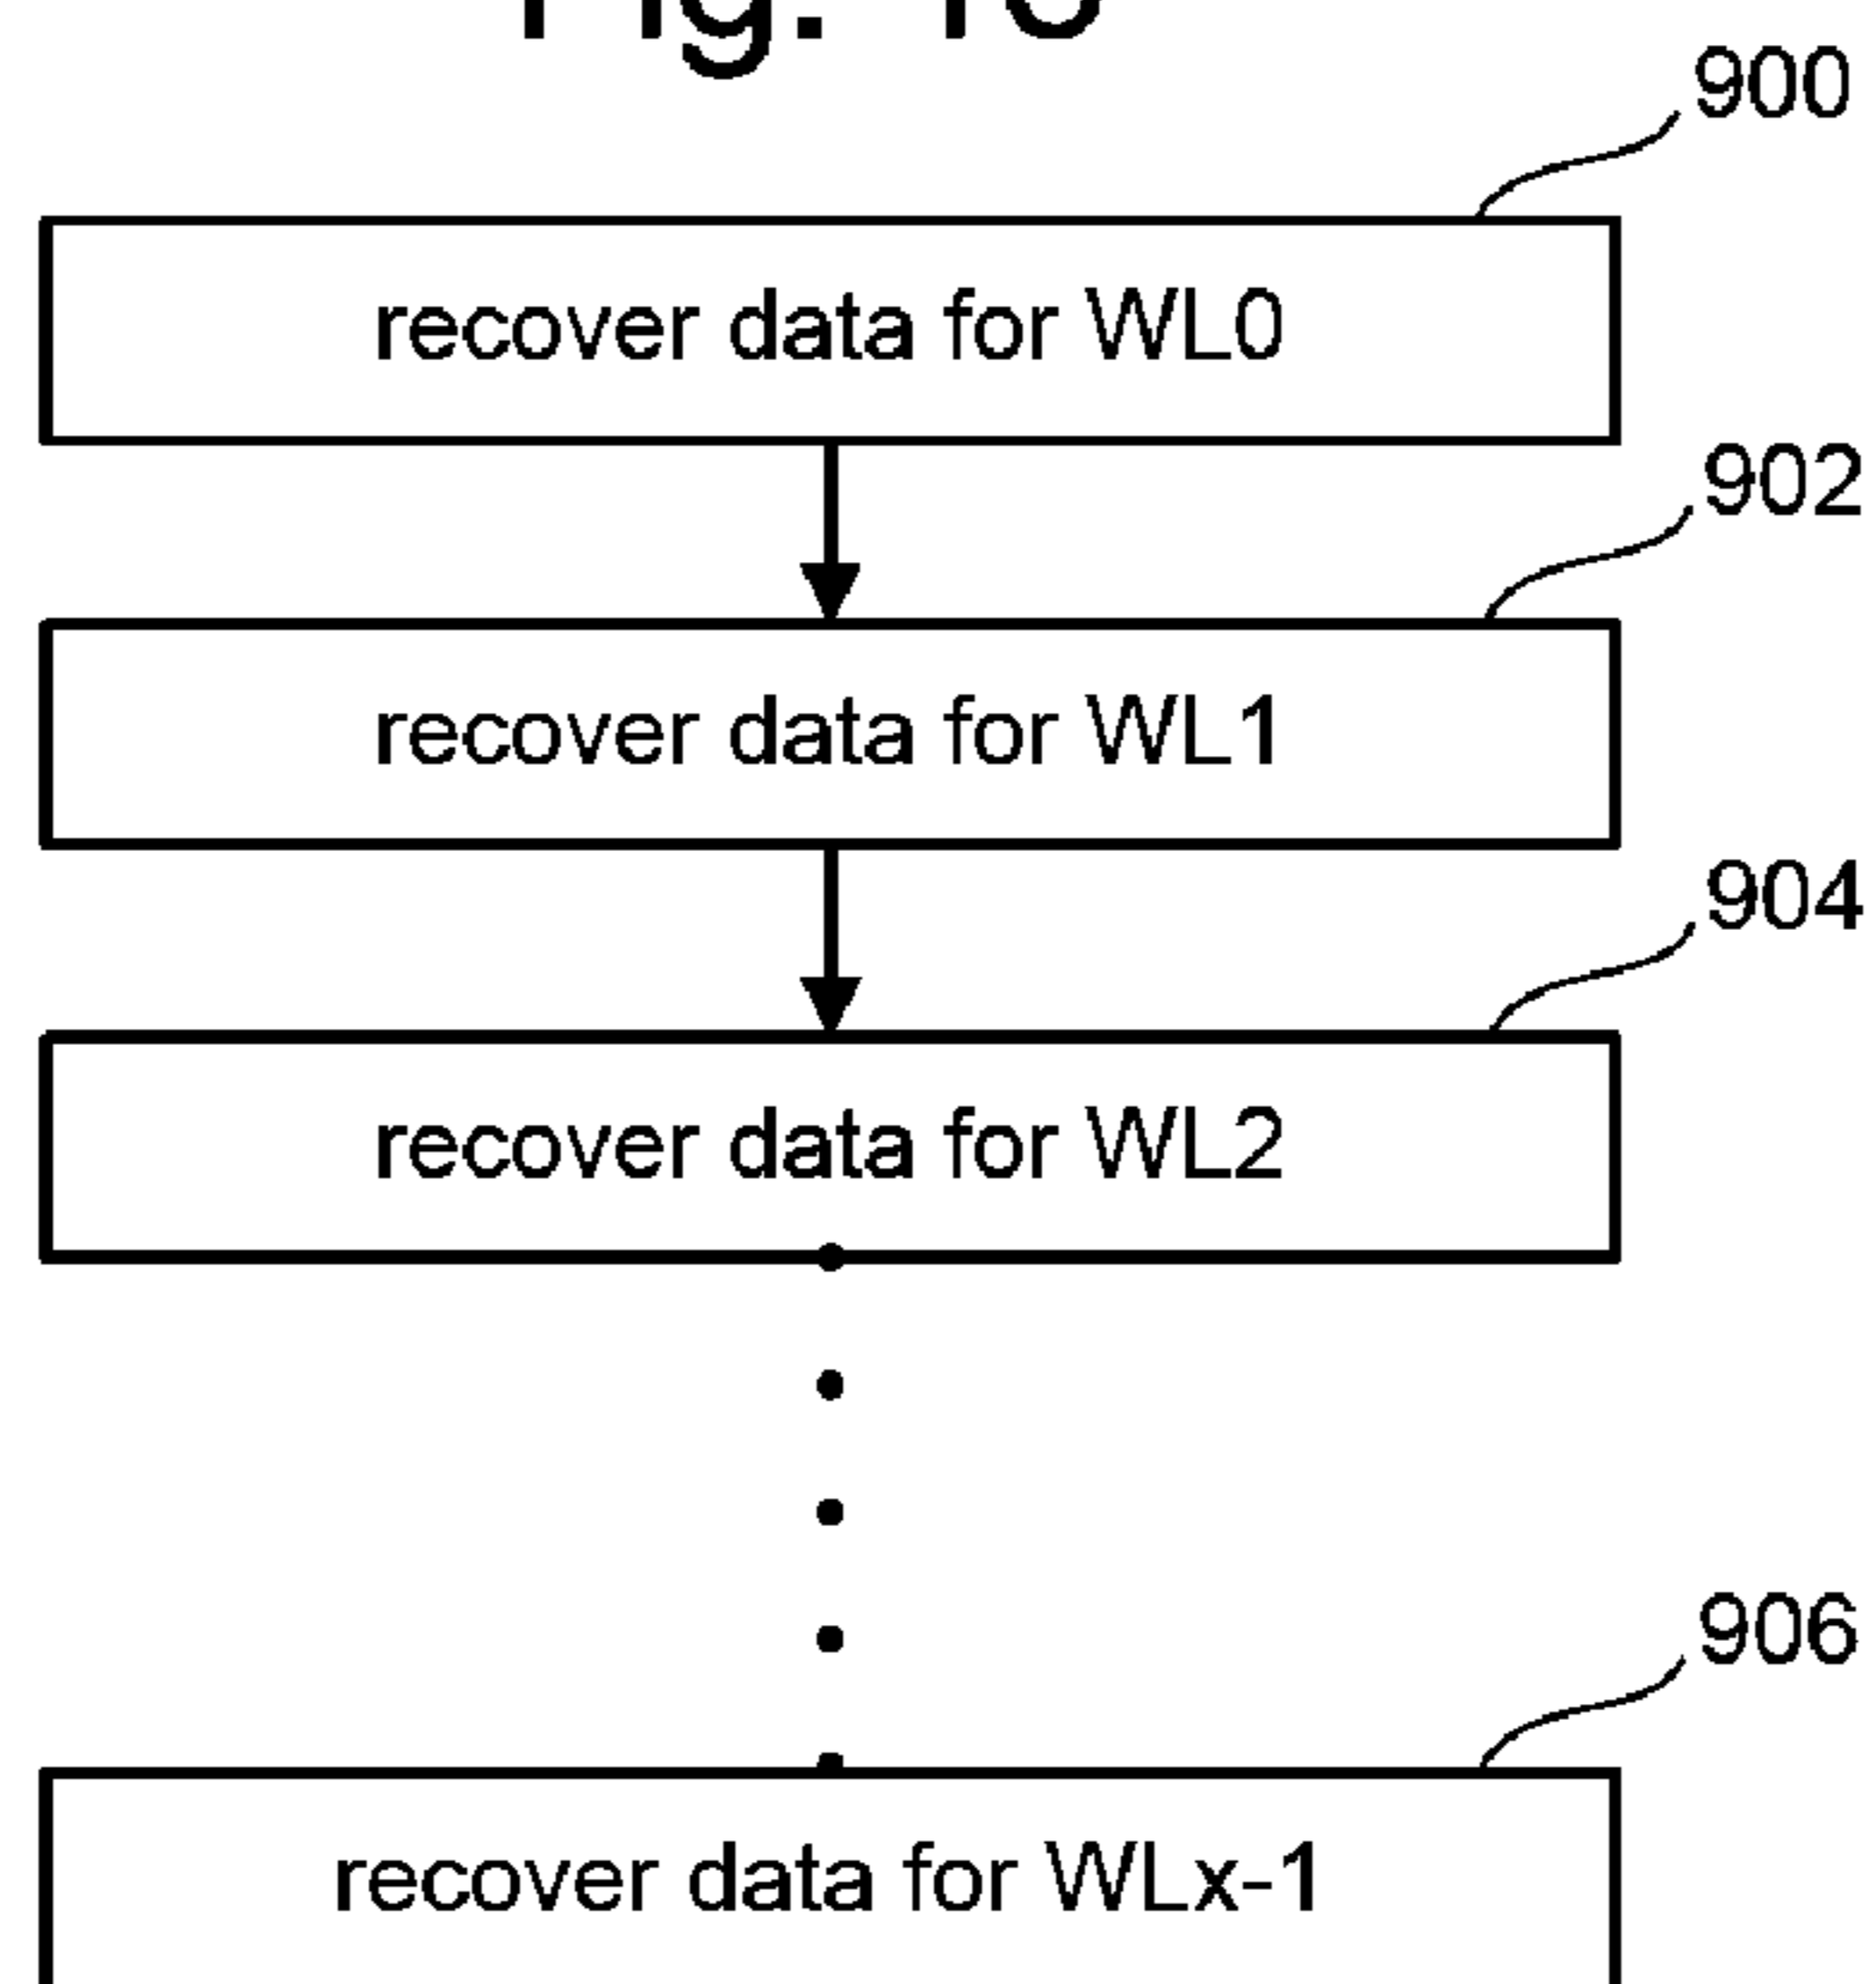 Fig.
900
recover data for WL0
902
recover data for WL1
904
recover data for WL2
906
recover data for WLx-1